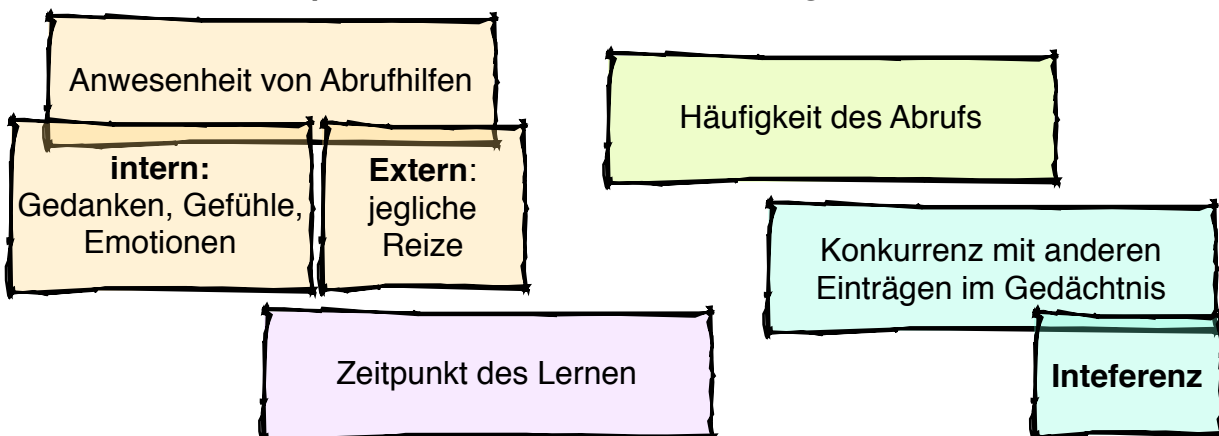 Anwesenheit von Abrufhilfen
intern:
Gedanken, Gefühle,
Emotionen
Extern:
jegliche
Reize
Häufigkeit des Abrufs
Konkurrenz mit anderen
Einträgen im Gedächtnis
Inteferenz
Zeitpunkt des Lernen